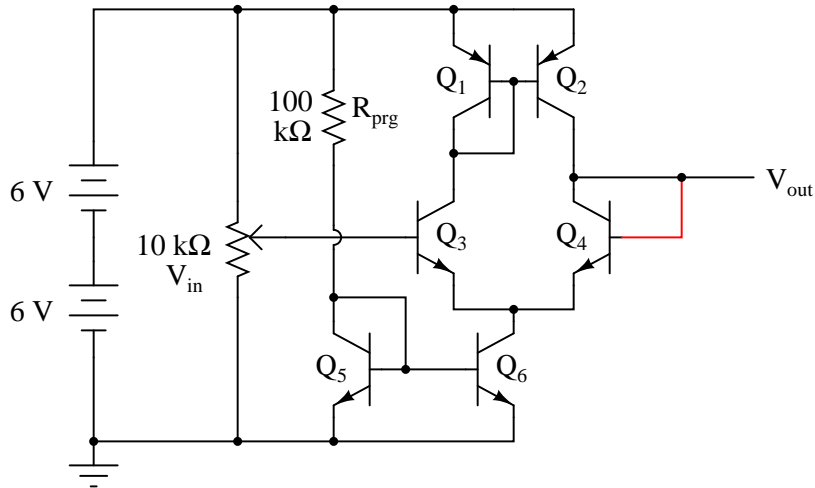 Q1
Q2
100
kΩ
Rprg
6 V
Vout
10 kΩ
Vin
Q3
Q4
6 V
Q5
Q6